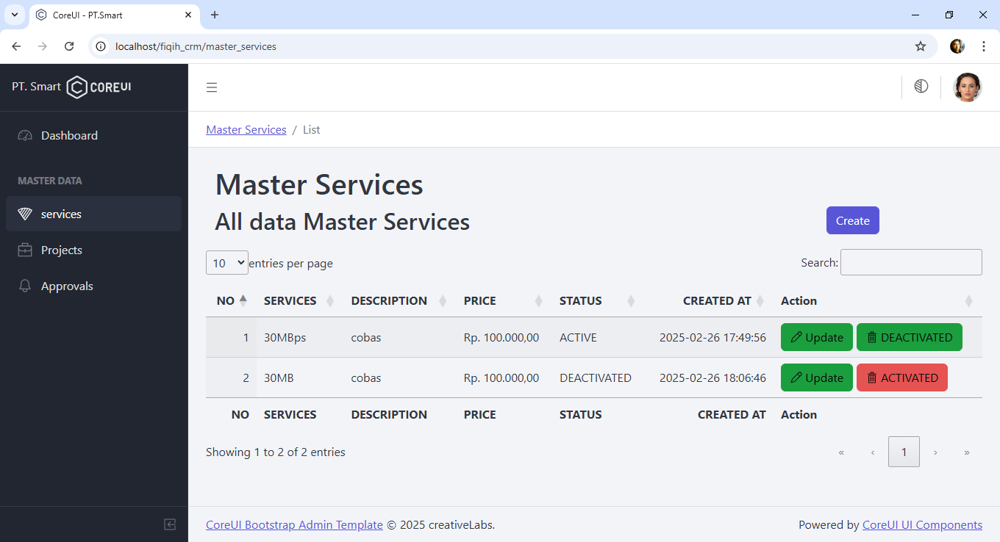 CoreUI - PT.Smart
localhost/fiqih_crm/master_services
PT. Smart COREUI
Dashboard
MASTER DATA
services
Projects
Approvals
Master Services / List
Master Services
All data Master Services
Create
10 entries per page
Search:
NO SERVICES DESCRIPTION PRICE STATUS CREATED AT Action
1 30MBps cobas Rp. 100.000,00 ACTIVE 2025-02-26 17:49:56 Update DEACTIVATED
2 30MB cobas Rp. 100.000,00 DEACTIVATED 2025-02-26 18:06:46 Update ACTIVATED
NO SERVICES DESCRIPTION PRICE STATUS CREATED AT Action
Showing 1 to 2 of 2 entries
« ‹ 1 › »
CoreUI Bootstrap Admin Template © 2025 creativeLabs.
Powered by CoreUI UI Components